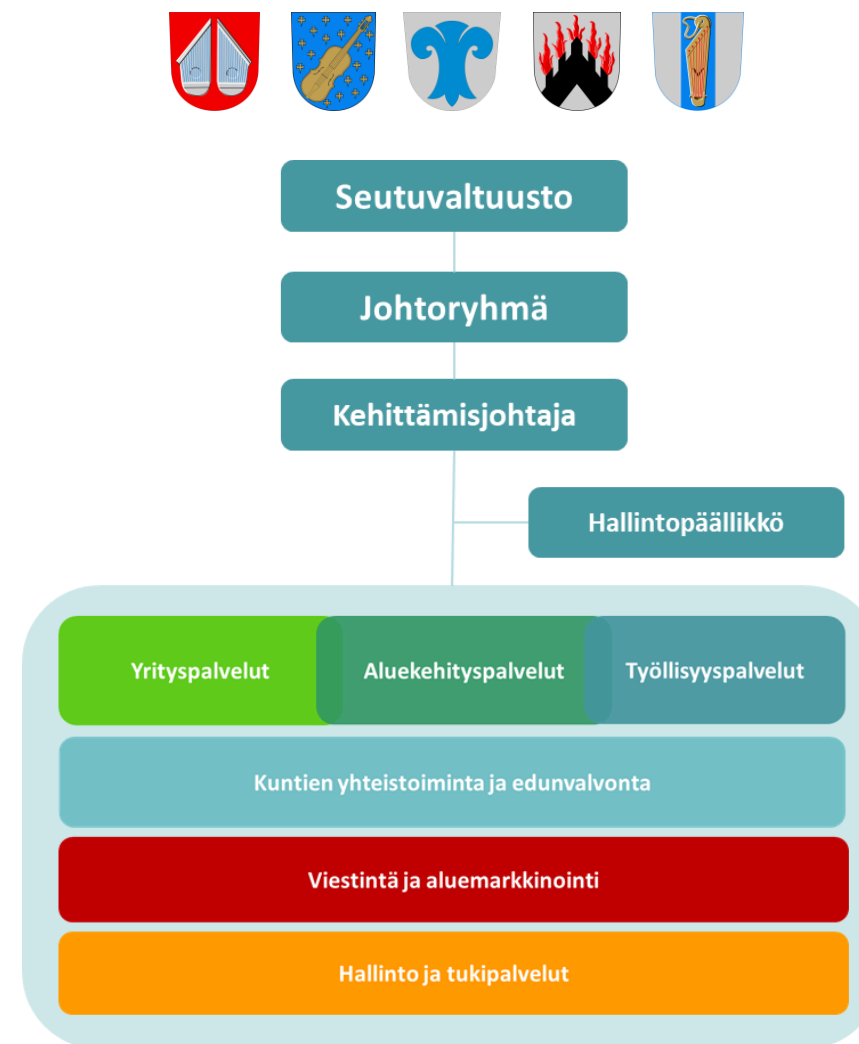 Seutuvaltuusto
Johtoryhmä
Kehittämisjohtaja
Hallintopäällikkö
Yrityspalvelut
Aluekehityspalvelut
Työllisyyspalvelut
Kuntien yhteistoiminta ja edunvalvonta
Viestintä ja aluemarkkinointi
Hallinto ja tukipalvelut